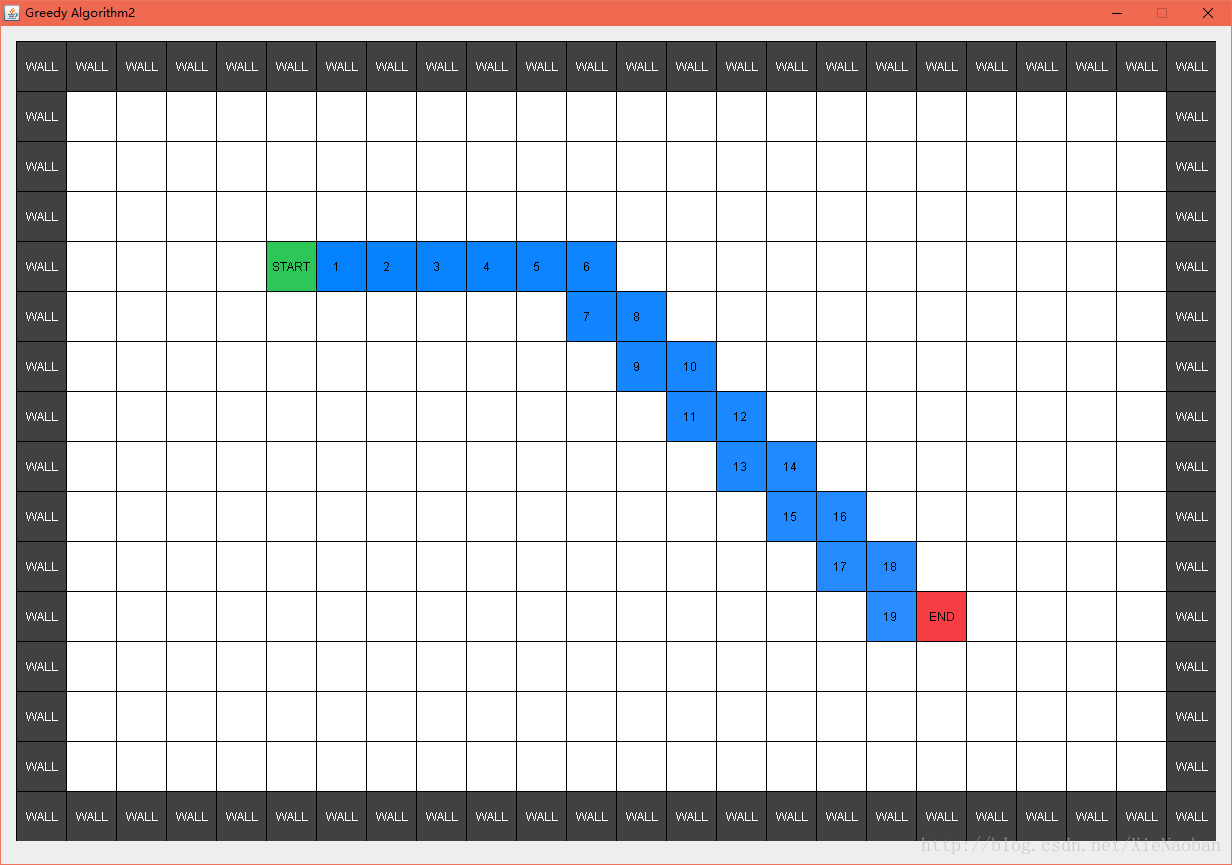 Greedy Algorithm2
WALL WALL WALL WALL WALL WALL WALL WALL WALL WALL WALL WALL WALL WALL WALL WALL WALL WALL WALL WALL WALL WALL WALL WALL
WALL WALL
WALL WALL
WALL WALL
WALL START 1 2 3 4 5 6 WALL
WALL 7 8 WALL
WALL 9 10 WALL
WALL 11 12 WALL
WALL 13 14 WALL
WALL 15 16 WALL
WALL 17 18 WALL
WALL 19 END WALL
WALL WALL
WALL WALL
WALL WALL
WALL WALL WALL WALL WALL WALL WALL WALL WALL WALL WALL WALL WALL WALL WALL WALL WALL WALL WALL WALL WALL WALL WALL WALL
http://blog.csdn.net/XieNaoban